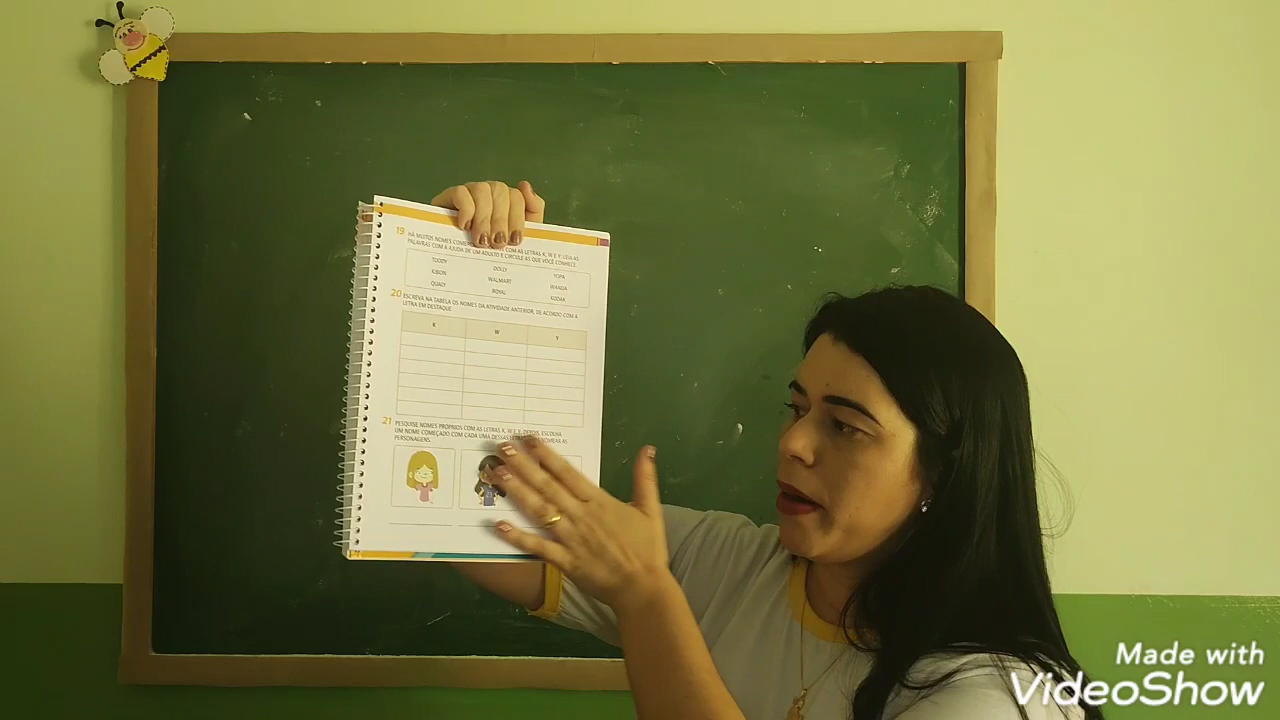 19 HÁ MUITOS NOMES COM AS LETRAS K, W E Y. LEIA AS
PALAVRAS COM A AJUDA DE UM ADULTO E CIRCULE AS QUE VOCÊ CONHECE.
TODDY DOLLY YOPA
KIBON WALMART WANDA
QUALY ROYAL KODAK
20 ESCREVA NA TABELA OS NOMES DA ATIVIDADE ANTERIOR, DE ACORDO COM A
LETRA EM DESTAQUE.
K W Y
21 PESQUISE NOMES PRÓPRIOS COM AS LETRAS K, W E Y. DEPOIS, ESCOLHA
UM NOME COMEÇADO COM CADA UMA DESSAS NOMEAR AS
PERSONAGENS.
Made with
VideoShow